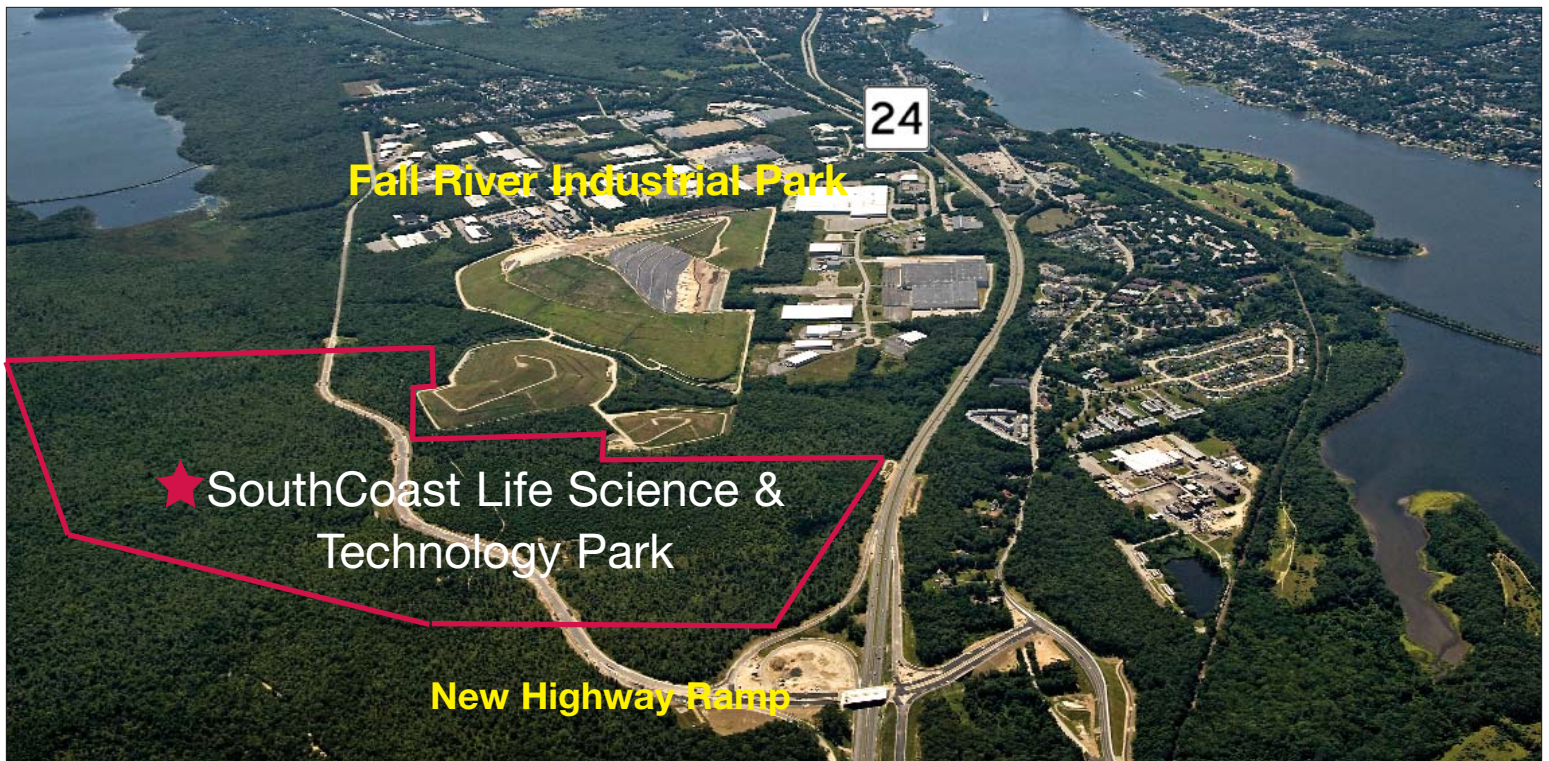 24
Fall River Industrial Park
SouthCoast Life Science &
Technology Park
New Highway Ramp